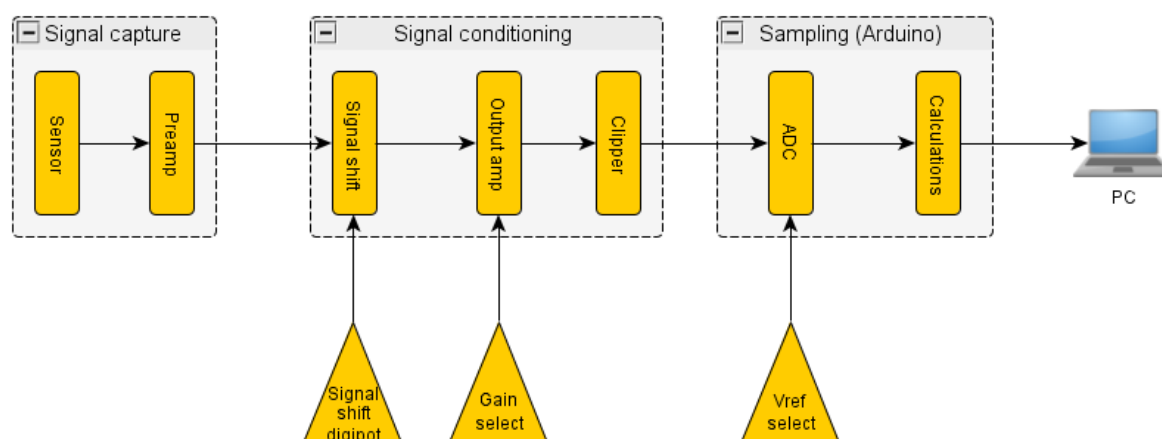 Signal capture
Signal conditioning
Sampling (Arduino)
Sensor
Preamp
Signal shift
Output amp
Clipper
ADC
Calculations
PC
Signal
shift
digipot
Gain
select
Vref
select